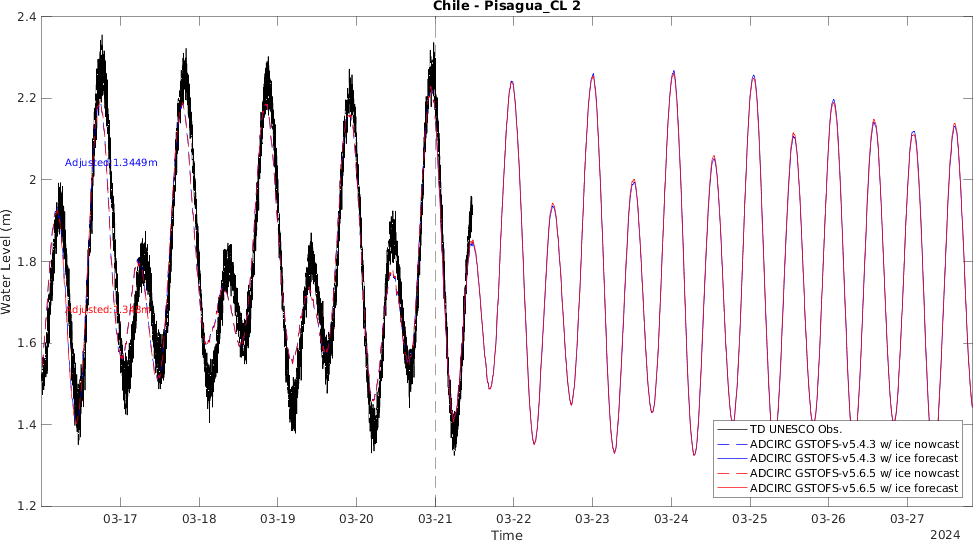 Chile - Pisagua_CL 2
2.4
2.2
2
1.8
1.6
1.4
1.2
Water Level (m)
Adjusted:1.3449m
03-17
03-18
03-19
03-20
03-21
03-22
03-23
03-24
03-25
03-26
03-27
Time
2024
TD UNESCO Obs.
ADCIRC GSTOFS-v5.4.3 w/ ice nowcast
ADCIRC GSTOFS-v5.4.3 w/ ice forecast
ADCIRC GSTOFS-v5.6.5 w/ ice nowcast
ADCIRC GSTOFS-v5.6.5 w/ ice forecast